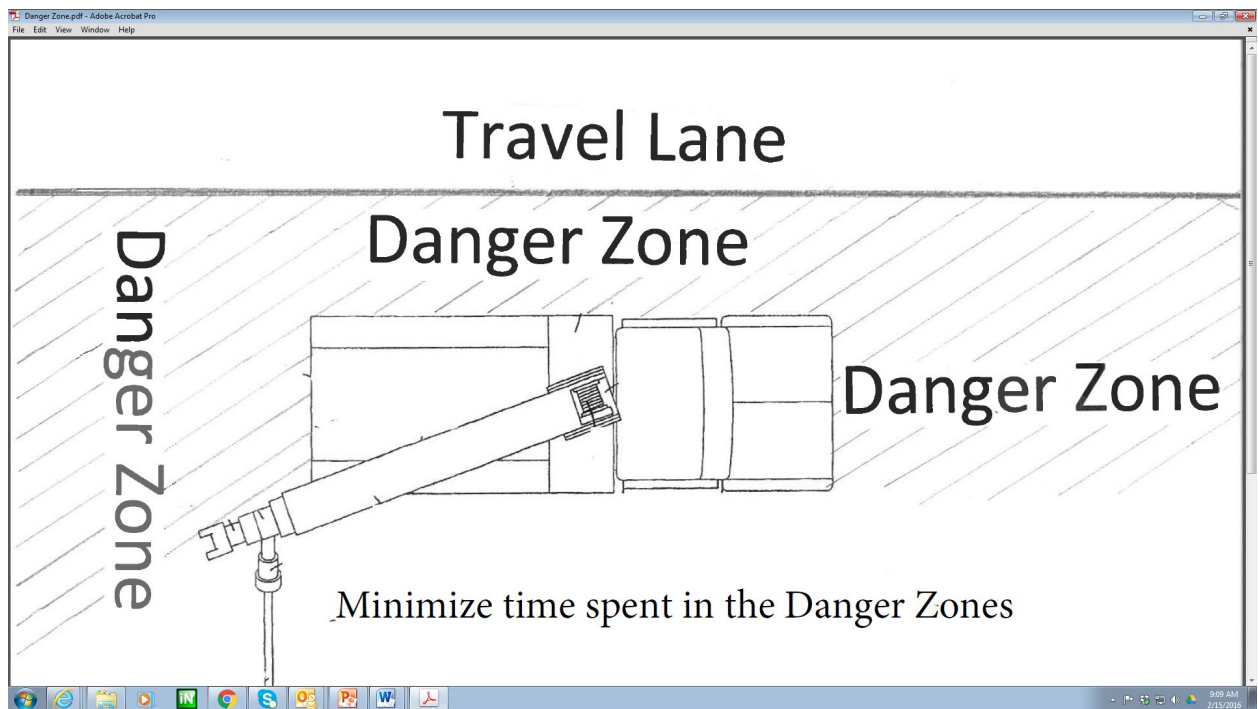 Danger Zone.pdf - Adobe Acrobat Pro
File Edit View Window Help
Travel Lane
Danger Zone
Danger Zone
Danger Zone
Minimize time spent in the Danger Zones
iN
S
O
P
W
9:09 AM
2/15/2016